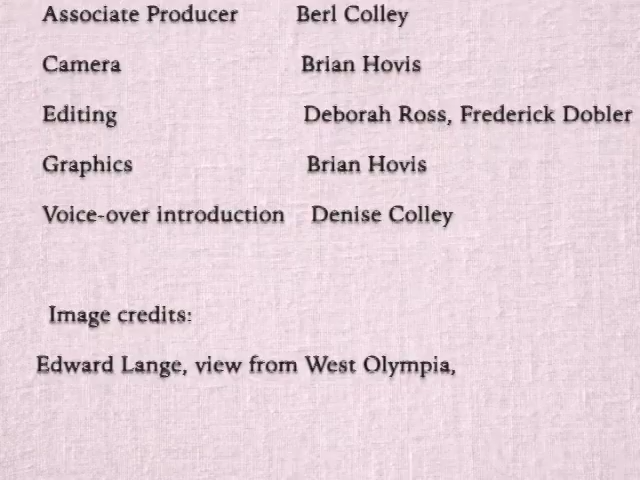 Associate Producer Berl Colley
Camera Brian Hovis
Editing Deborah Ross, Frederick Dobler
Graphics Brian Hovis
Voice-over introduction Denise Colley
Image credits:
Edward Lange, view from West Olympia,